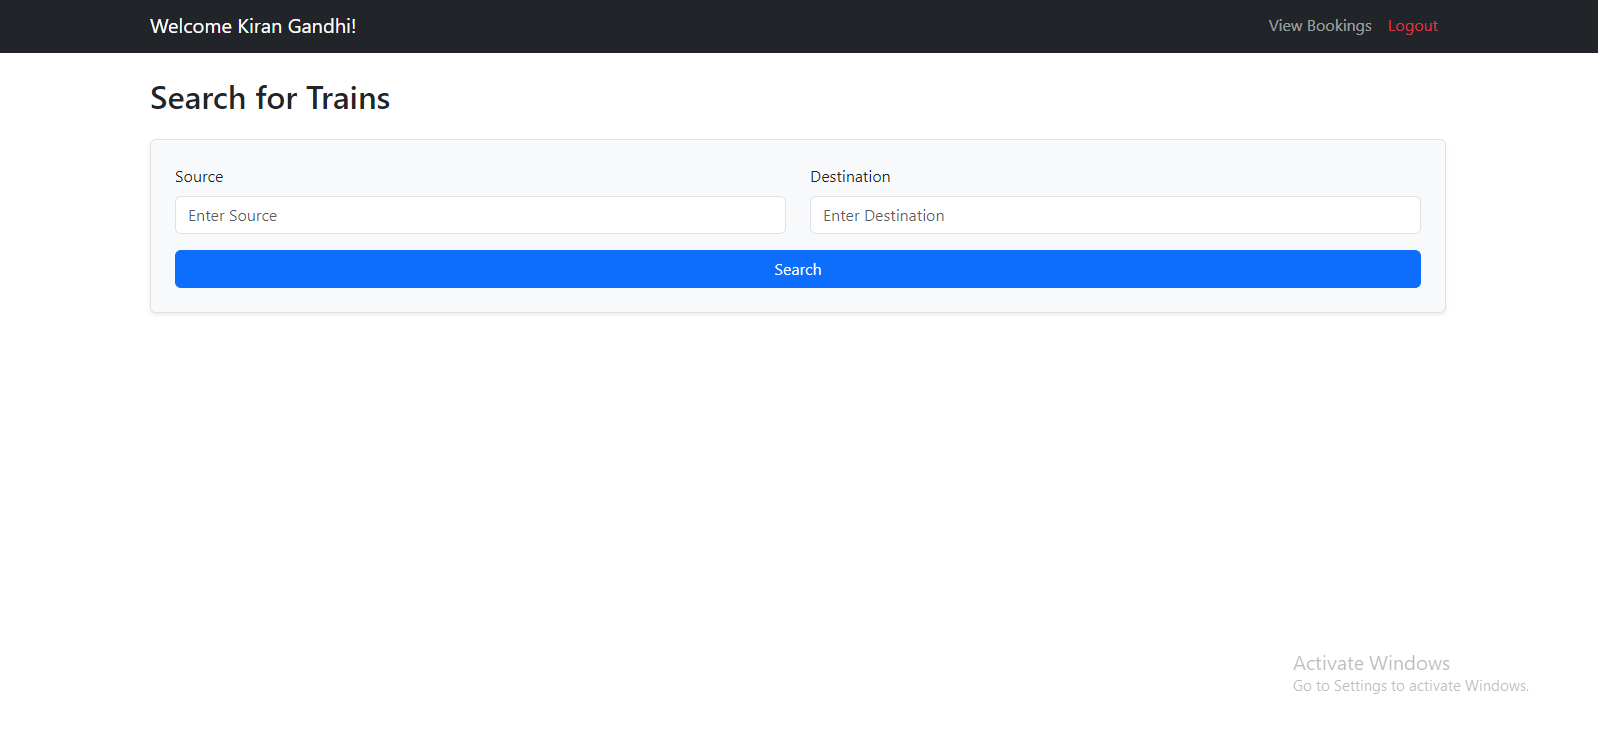 Welcome Kiran Gandhi!
View Bookings
Logout
Search for Trains
Source
Destination
Enter Source
Enter Destination
Search
Activate Windows
Go to Settings to activate Windows.